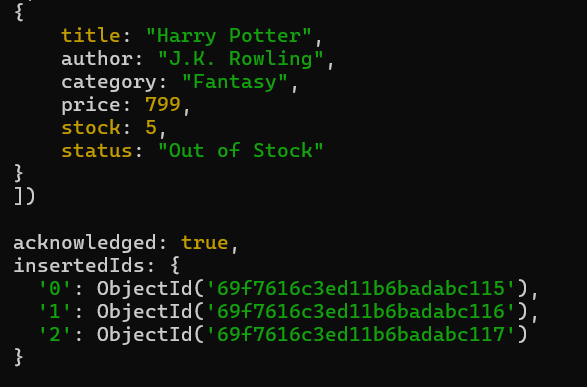 {
    title: "Harry Potter",
    author: "J.K. Rowling",
    category: "Fantasy",
    price: 799,
    stock: 5,
    status: "Out of Stock"
}
])
acknowledged: true,
insertedIds: {
  '0': ObjectId('69f7616c3ed11b6badabc115'),
  '1': ObjectId('69f7616c3ed11b6badabc116'),
  '2': ObjectId('69f7616c3ed11b6badabc117')
}